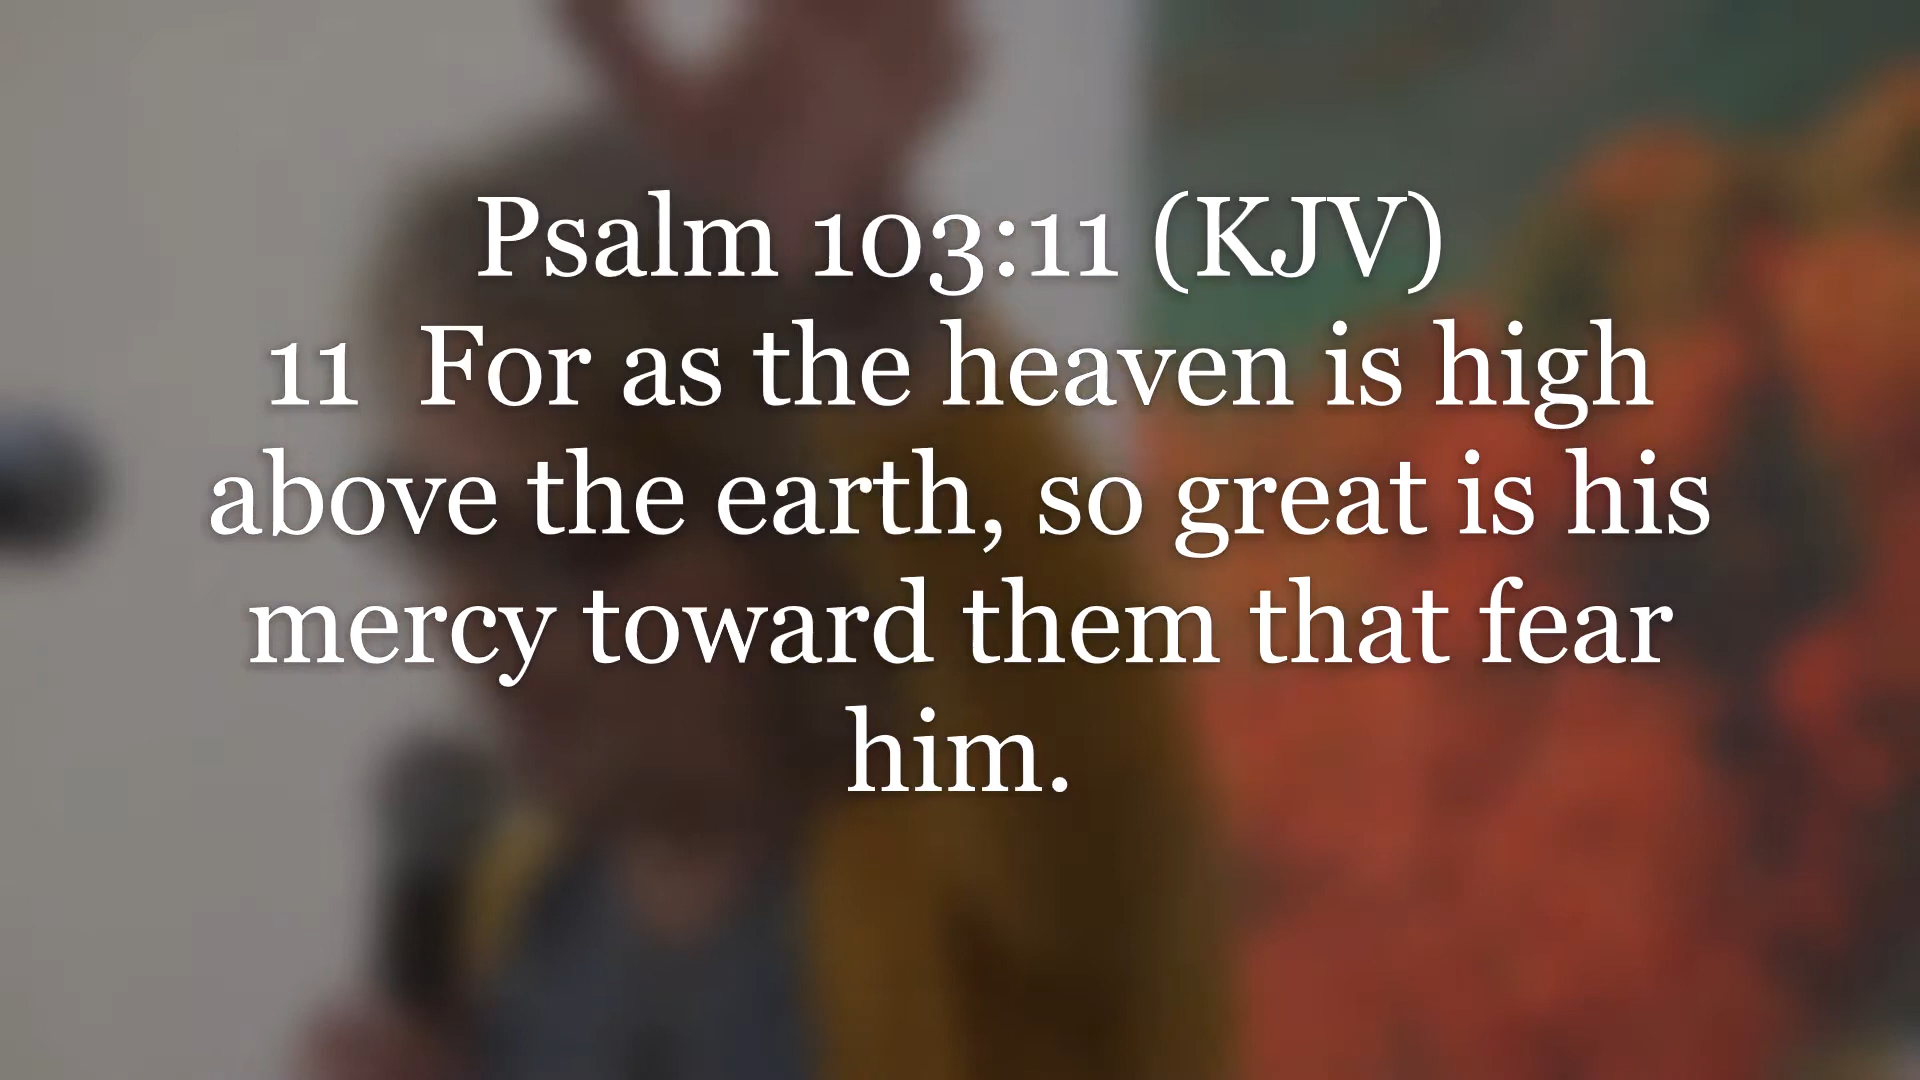 Psalm 103:11 (KJV)
11  For as the heaven is high
above the earth, so great is his
mercy toward them that fear
him.